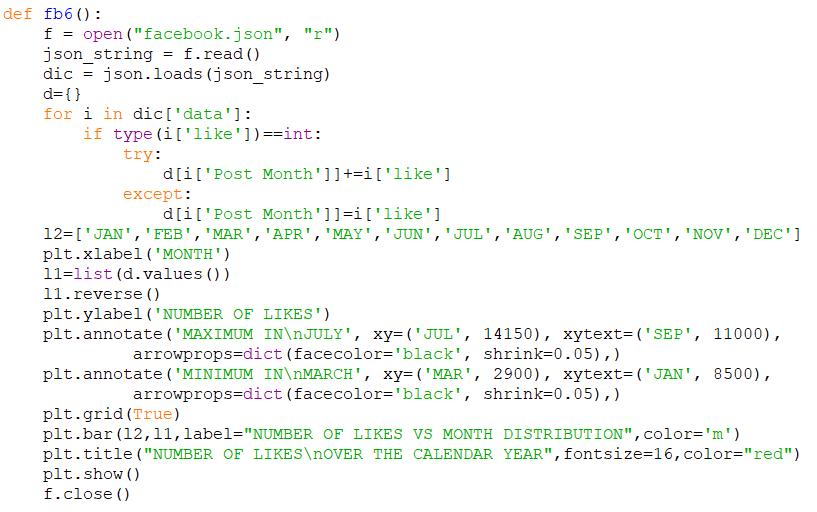 def fb6():
    f = open("facebook.json", "r")
    json_string = f.read()
    dic = json.loads(json_string)
    d={}
    for i in dic['data']:
        if type(i['like'])==int:
            try:
                d[i['Post Month']]+=i['like']
            except:
                d[i['Post Month']]=i['like']
    l2=['JAN','FEB','MAR','APR','MAY','JUN','JUL','AUG','SEP','OCT','NOV','DEC']
    plt.xlabel('MONTH')
    l1=list(d.values())
    l1.reverse()
    plt.ylabel('NUMBER OF LIKES')
    plt.annotate('MAXIMUM IN\nJULY', xy=('JUL', 14150), xytext=('SEP', 11000),
             arrowprops=dict(facecolor='black', shrink=0.05),)
    plt.annotate('MINIMUM IN\nMARCH', xy=('MAR', 2900), xytext=('JAN', 8500),
             arrowprops=dict(facecolor='black', shrink=0.05),)
    plt.grid(True)
    plt.bar(l2,l1,label="NUMBER OF LIKES VS MONTH DISTRIBUTION",color='m')
    plt.title("NUMBER OF LIKES\nOVER THE CALENDAR YEAR",fontsize=16,color="red")
    plt.show()
    f.close()